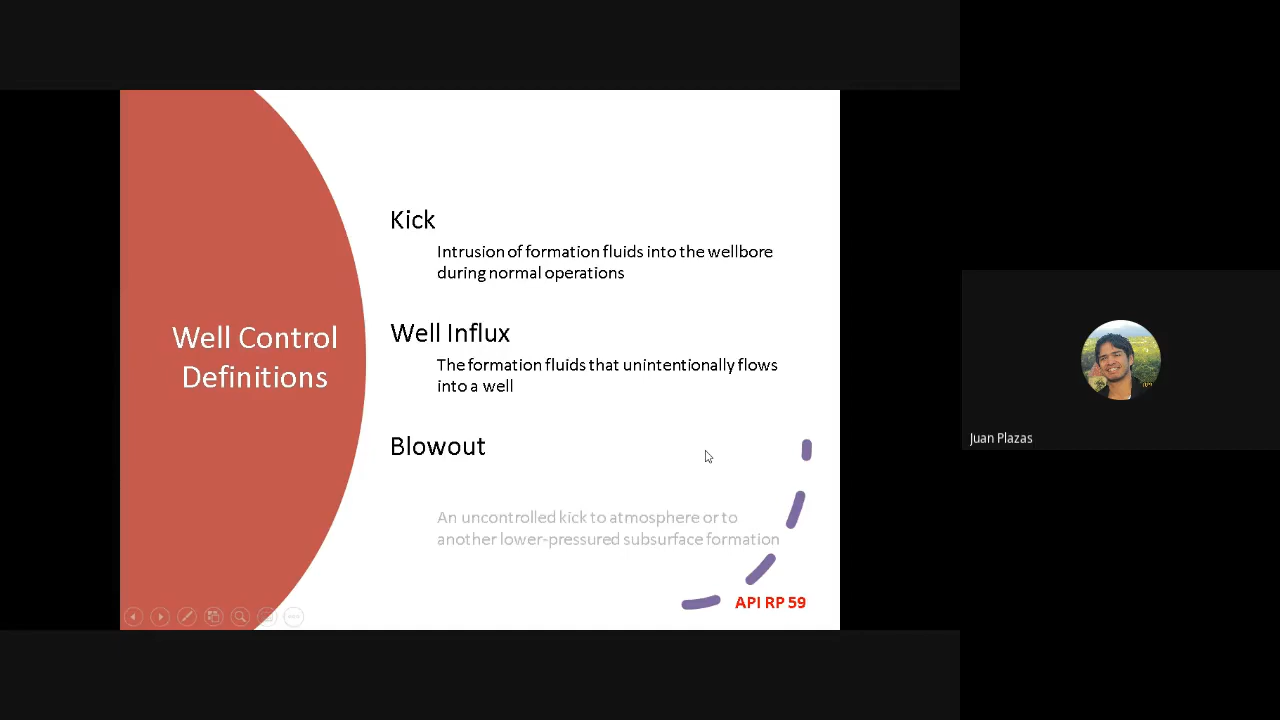 Well Control
Definitions
Kick
Intrusion of formation fluids into the wellbore
during normal operations
Well Influx
The formation fluids that unintentionally flows
into a well
Blowout
An uncontrolled kick to atmosphere or to
another lower-pressured subsurface formation
API RP 59
Juan Plazas